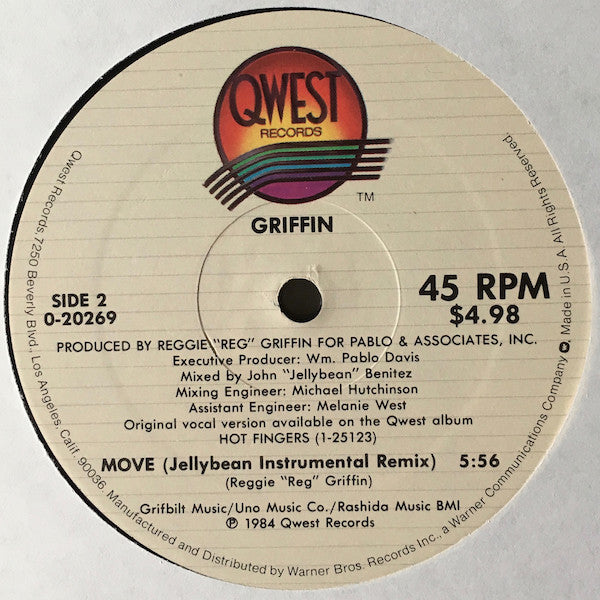 QWEST
RECORDS
TM
GRIFFIN
SIDE 2
0-20269
45 RPM
$4.98
PRODUCED BY REGGIE "REG" GRIFFIN FOR PABLO & ASSOCIATES, INC.
Executive Producer: Wm. Pablo Davis
Mixed by John "Jellybean" Benitez
Mixing Engineer: Michael Hutchinson
Assistant Engineer: Melanie West
Original vocal version available on the Qwest album
HOT FINGERS (1-25123)
MOVE (Jellybean Instrumental Remix) 5:56
(Reggie "Reg" Griffin)
Grifbilt Music/Uno Music Co./Rashida Music BMI
℗ 1984 Qwest Records
Qwest Records, 7250 Beverly Blvd., Los Angeles, Calif. 90036. Manufactured and Distributed by Warner Bros. Records Inc., a Warner Communications Company, Made in U.S.A. All Rights Reserved.